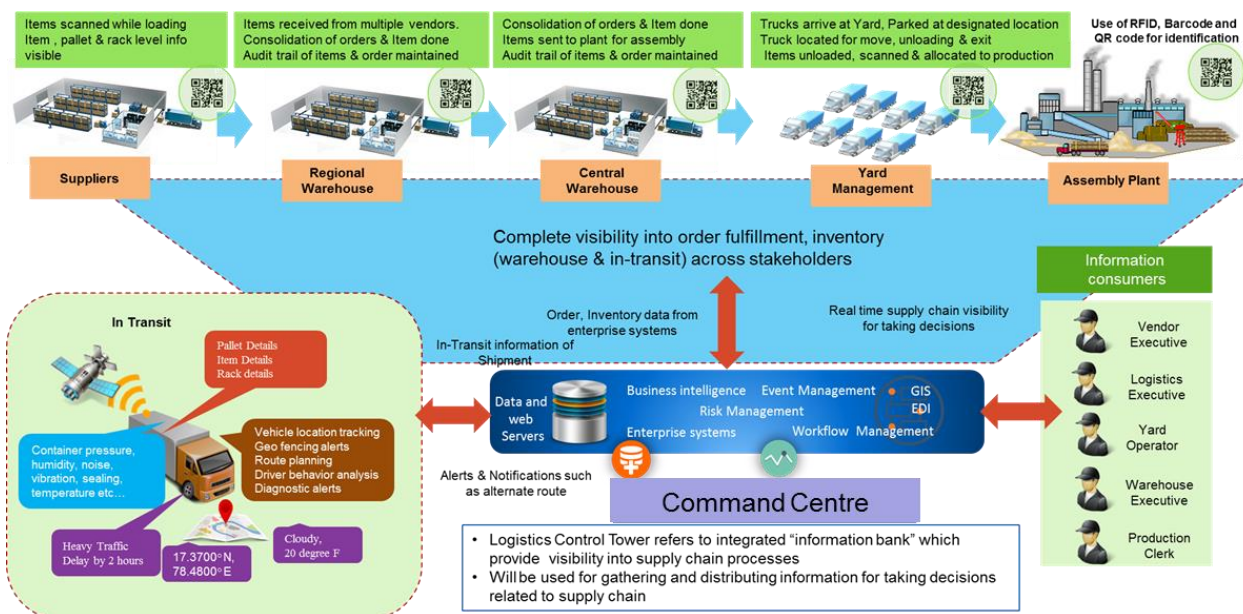 Items scanned while loading
Item , pallet & rack level info
visible
Items received from multiple vendors.
Consolidation of orders & Item done
Audit trail of items & order maintained
Consolidation of orders & Item done
Items sent to plant for assembly
Audit trail of items & order maintained
Trucks arrive at Yard, Parked at designated location
Truck located for move, unloading & exit
Items unloaded, scanned & allocated to production
Use of RFID, Barcode and
QR code for identification
Suppliers
Regional
Warehouse
Central
Warehouse
Yard
Management
Assembly Plant
Complete visibility into order fulfillment, inventory
(warehouse & in-transit) across stakeholders
Information
consumers
In Transit
Pallet Details
Item Details
Rack details
Container pressure,
humidity, noise,
vibration, sealing,
temperature etc…
Vehicle location tracking
Geo fencing alerts
Route planning
Driver behavior analysis
Diagnostic alerts
Heavy Traffic
Delay by 2 hours
17.3700°N,
78.4800°E
Cloudy,
20 degree F
Order, Inventory data from
enterprise systems
Real time supply chain visibility
for taking decisions
In-Transit information of
Shipment
Data and
web
Servers
Business intelligence
Event Management
GIS
Risk Management
EDI
Enterprise systems
Workflow Management
Alerts & Notifications such
as alternate route
Command Centre
• Logistics Control Tower refers to integrated “information bank” which
provide visibility into supply chain processes
• Will be used for gathering and distributing information for taking decisions
related to supply chain
Vendor
Executive
Logistics
Executive
Yard
Operator
Warehouse
Executive
Production
Clerk